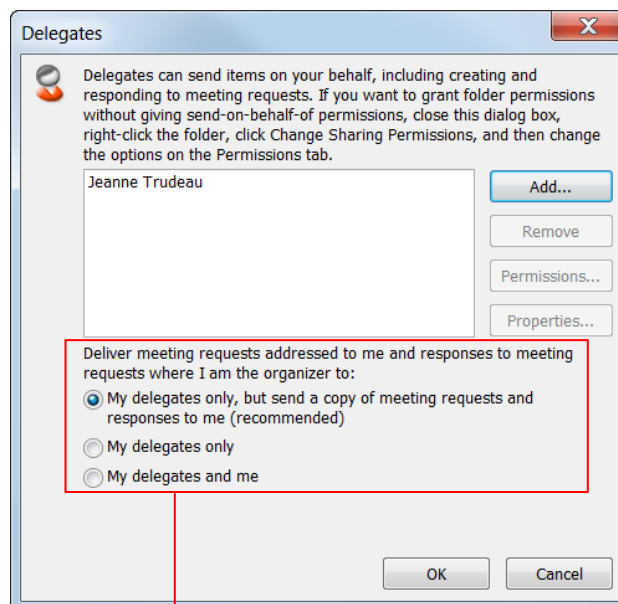 Delegates
Delegates can send items on your behalf, including creating and
responding to meeting requests. If you want to grant folder permissions
without giving send-on-behalf-of permissions, close this dialog box,
right-click the folder, click Change Sharing Permissions, and then change
the options on the Permissions tab.
Jeanne Trudeau
Add...
Remove
Permissions...
Properties...
Deliver meeting requests addressed to me and responses to meeting
requests where I am the organizer to:
My delegates only, but send a copy of meeting requests and
responses to me (recommended)
My delegates only
My delegates and me
OK
Cancel